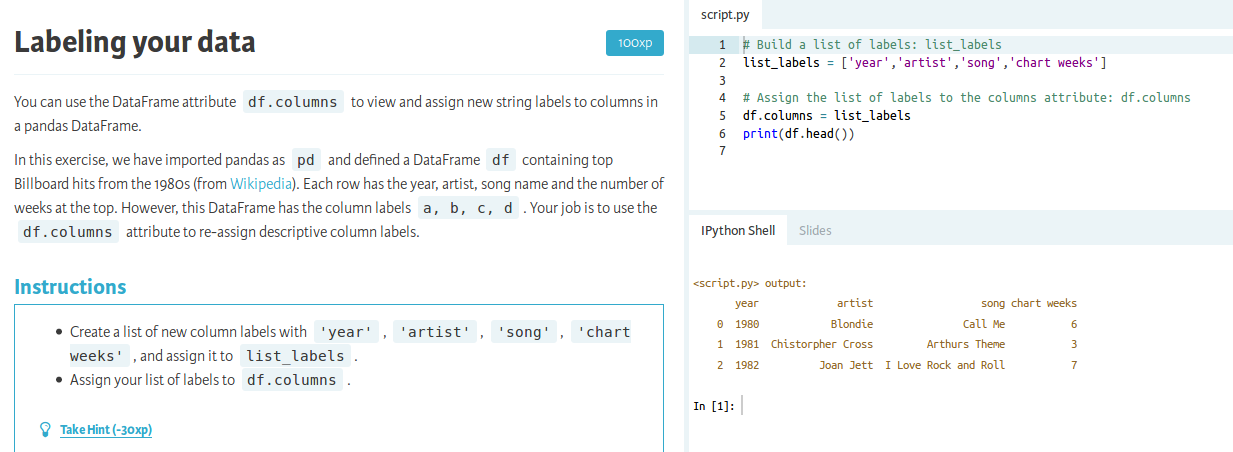 Labeling your data
100xp
You can use the DataFrame attribute df.columns to view and assign new string labels to columns in
a pandas DataFrame.
In this exercise, we have imported pandas as pd and defined a DataFrame df containing top
Billboard hits from the 1980s (from Wikipedia). Each row has the year, artist, song name and the number of
weeks at the top. However, this DataFrame has the column labels a, b, c, d . Your job is to use the
df.columns attribute to re-assign descriptive column labels.
Instructions
• Create a list of new column labels with 'year' , 'artist' , 'song' , 'chart
weeks' , and assign it to list_labels .
• Assign your list of labels to df.columns .
Take Hint (-30xp)
script.py
1 # Build a list of labels: list_labels
2 list_labels = ['year','artist','song','chart weeks']
3
4 # Assign the list of labels to the columns attribute: df.columns
5 df.columns = list_labels
6 print(df.head())
7
IPython Shell Slides
<script.py> output:
year artist song chart weeks
0 1980 Blondie Call Me 6
1 1981 Chistorpher Cross Arthurs Theme 3
2 1982 Joan Jett I Love Rock and Roll 7
In [1]: